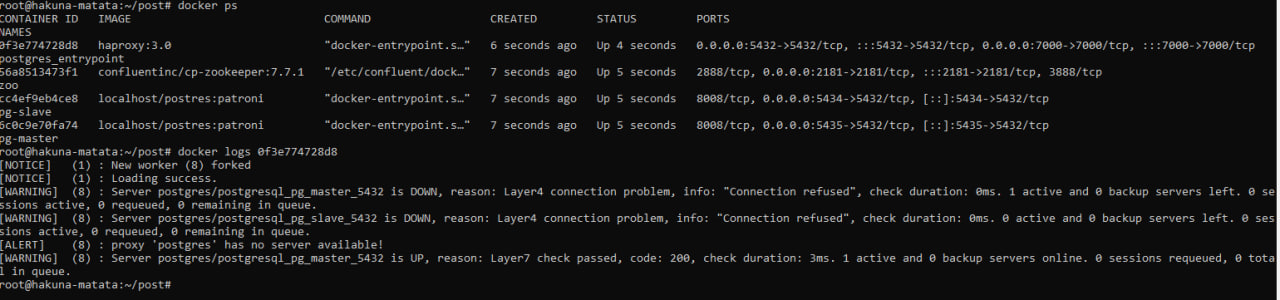 root@hakuna-matata:~/post# docker ps
CONTAINER ID   IMAGE                             COMMAND                  CREATED         STATUS         PORTS
NAMES
0f3e774728d8   haproxy:3.0                       "docker-entrypoint.s…"   6 seconds ago   Up 4 seconds   0.0.0.0:5432->5432/tcp, :::5432->5432/tcp, 0.0.0.0:7000->7000/tcp, :::7000->7000/tcp
postgres_entrypoint
56a8513473f1   confluentinc/cp-zookeeper:7.7.1   "/etc/confluent/dock…"   7 seconds ago   Up 5 seconds   2888/tcp, 0.0.0.0:2181->2181/tcp, :::2181->2181/tcp, 3888/tcp
zoo
cc4ef9eb4ce8   localhost/postres:patroni         "docker-entrypoint.s…"   7 seconds ago   Up 5 seconds   8008/tcp, 0.0.0.0:5434->5432/tcp, [::]:5434->5432/tcp
pg-slave
6c0c9e70fa74   localhost/postres:patroni         "docker-entrypoint.s…"   7 seconds ago   Up 5 seconds   8008/tcp, 0.0.0.0:5435->5432/tcp, [::]:5435->5432/tcp
pg-master
root@hakuna-matata:~/post# docker logs 0f3e774728d8
[NOTICE]   (1) : New worker (8) forked
[NOTICE]   (1) : Loading success.
[WARNING]  (8) : Server postgres/postgresql_pg_master_5432 is DOWN, reason: Layer4 connection problem, info: "Connection refused", check duration: 0ms. 1 active and 0 backup servers left. 0 se
ssions active, 0 requeued, 0 remaining in queue.
[WARNING]  (8) : Server postgres/postgresql_pg_slave_5432 is DOWN, reason: Layer4 connection problem, info: "Connection refused", check duration: 0ms. 0 active and 0 backup servers left. 0 ses
sions active, 0 requeued, 0 remaining in queue.
[ALERT]    (8) : proxy 'postgres' has no server available!
[WARNING]  (8) : Server postgres/postgresql_pg_master_5432 is UP, reason: Layer7 check passed, code: 200, check duration: 3ms. 1 active and 0 backup servers online. 0 sessions requeued, 0 tota
l in queue.
root@hakuna-matata:~/post#